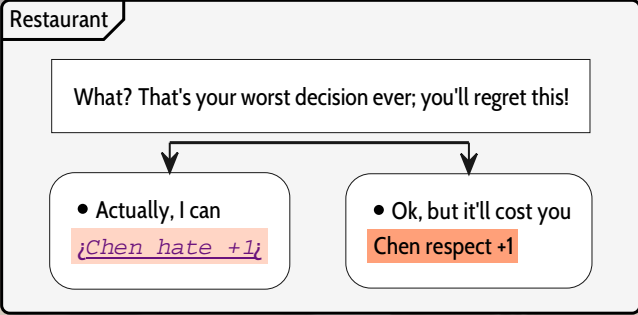 Restaurant
What? That's your worst decision ever; you'll regret this!
• Actually, I can
¿Chen hate +1¿
• Ok, but it'll cost you
Chen respect +1